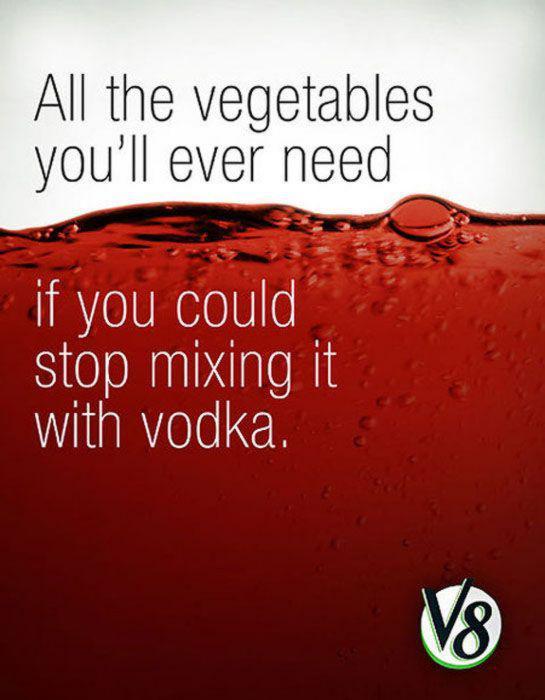 All the vegetables
you'll ever need
if you could
stop mixing it
with vodka.
V8